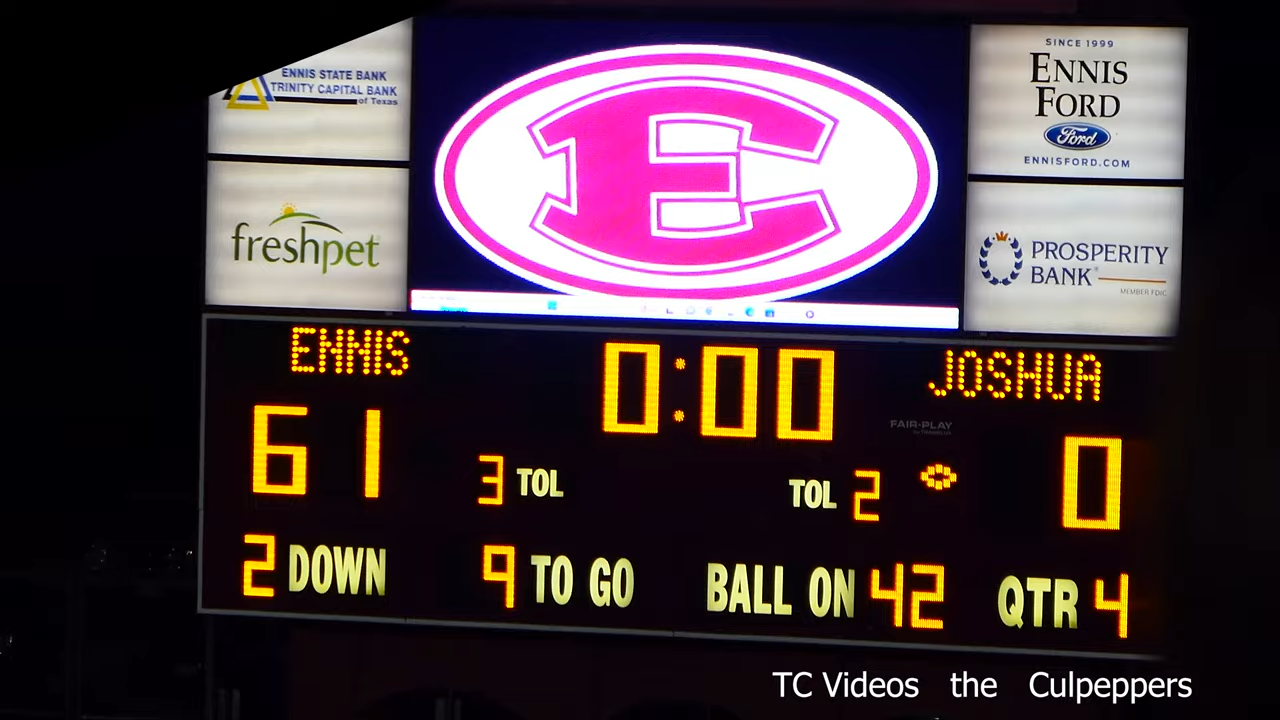 ENNIS STATE BANK
TRINITY CAPITAL BANK
of Texas
freshpet
E
SINCE 1999
ENNIS
FORD
Ford
ENNISFORD.COM
PROSPERITY
BANK
MEMBER FDIC
ENNIS 0:00 JOSHUA
FAIR-PLAY
61 3 TOL TOL 2 0
2 DOWN 9 TO GO BALL ON 42 QTR 4
TC Videos the Culpeppers